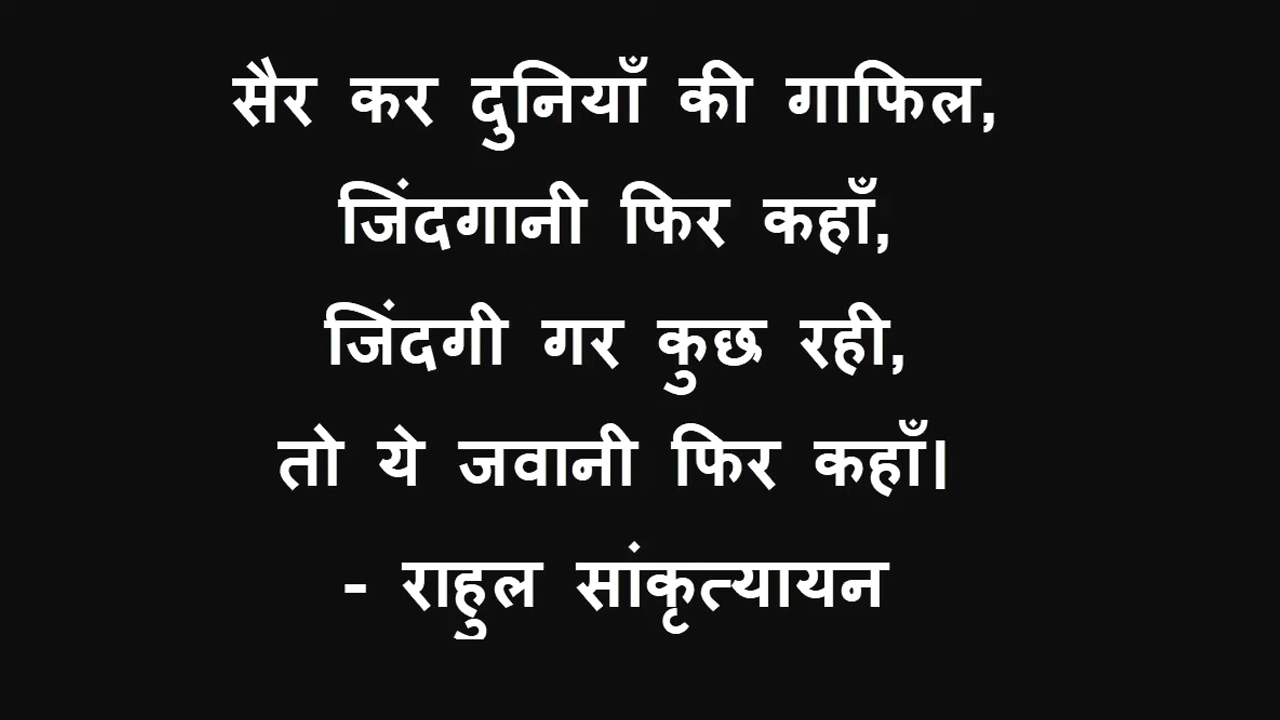 सैर कर दुनियाँ की गाफिल,
जिंदगानी फिर कहाँ,
जिंदगी गर कुछ रही,
तो ये जवानी फिर कहाँ।
- राहुल सांकृत्यायन